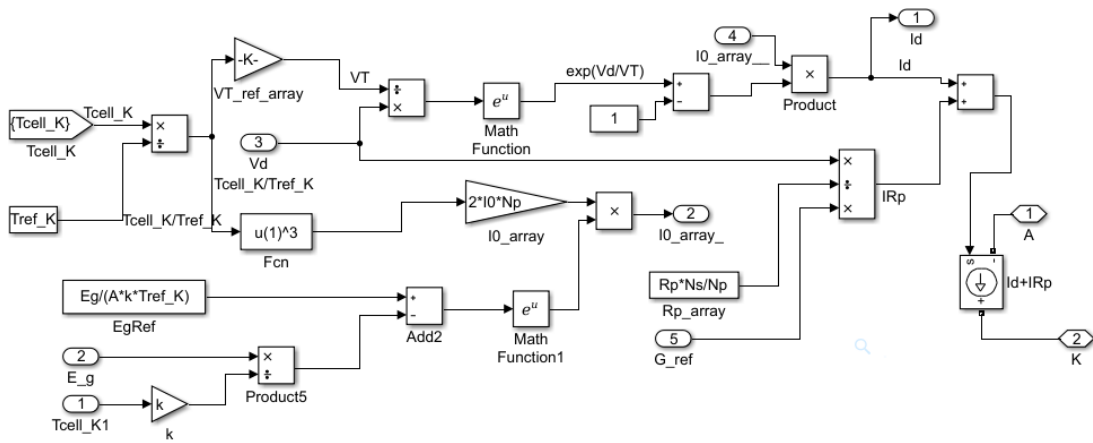 1
Id
4
I0_array__
Id
-K-
VT_ref_array
VT
exp(Vd/VT)
×
Product
+
+
÷
×
e^u
Math
Function
+
−
1
{Tcell_K}
Tcell_K
Tcell_K
×
÷
3
Vd
Tcell_K/Tref_K
Tref_K
Tcell_K/Tref_K
u(1)^3
Fcn
2*I0*Np
I0_array
×
2
I0_array_
×
÷
×
IRp
1
A
s
-
+
Id+IRp
2
K
Eg/(A*k*Tref_K)
EgRef
+
−
Add2
e^u
Math
Function1
Rp*Ns/Np
Rp_array
5
G_ref
2
E_g
×
÷
Product5
1
Tcell_K1
k
k